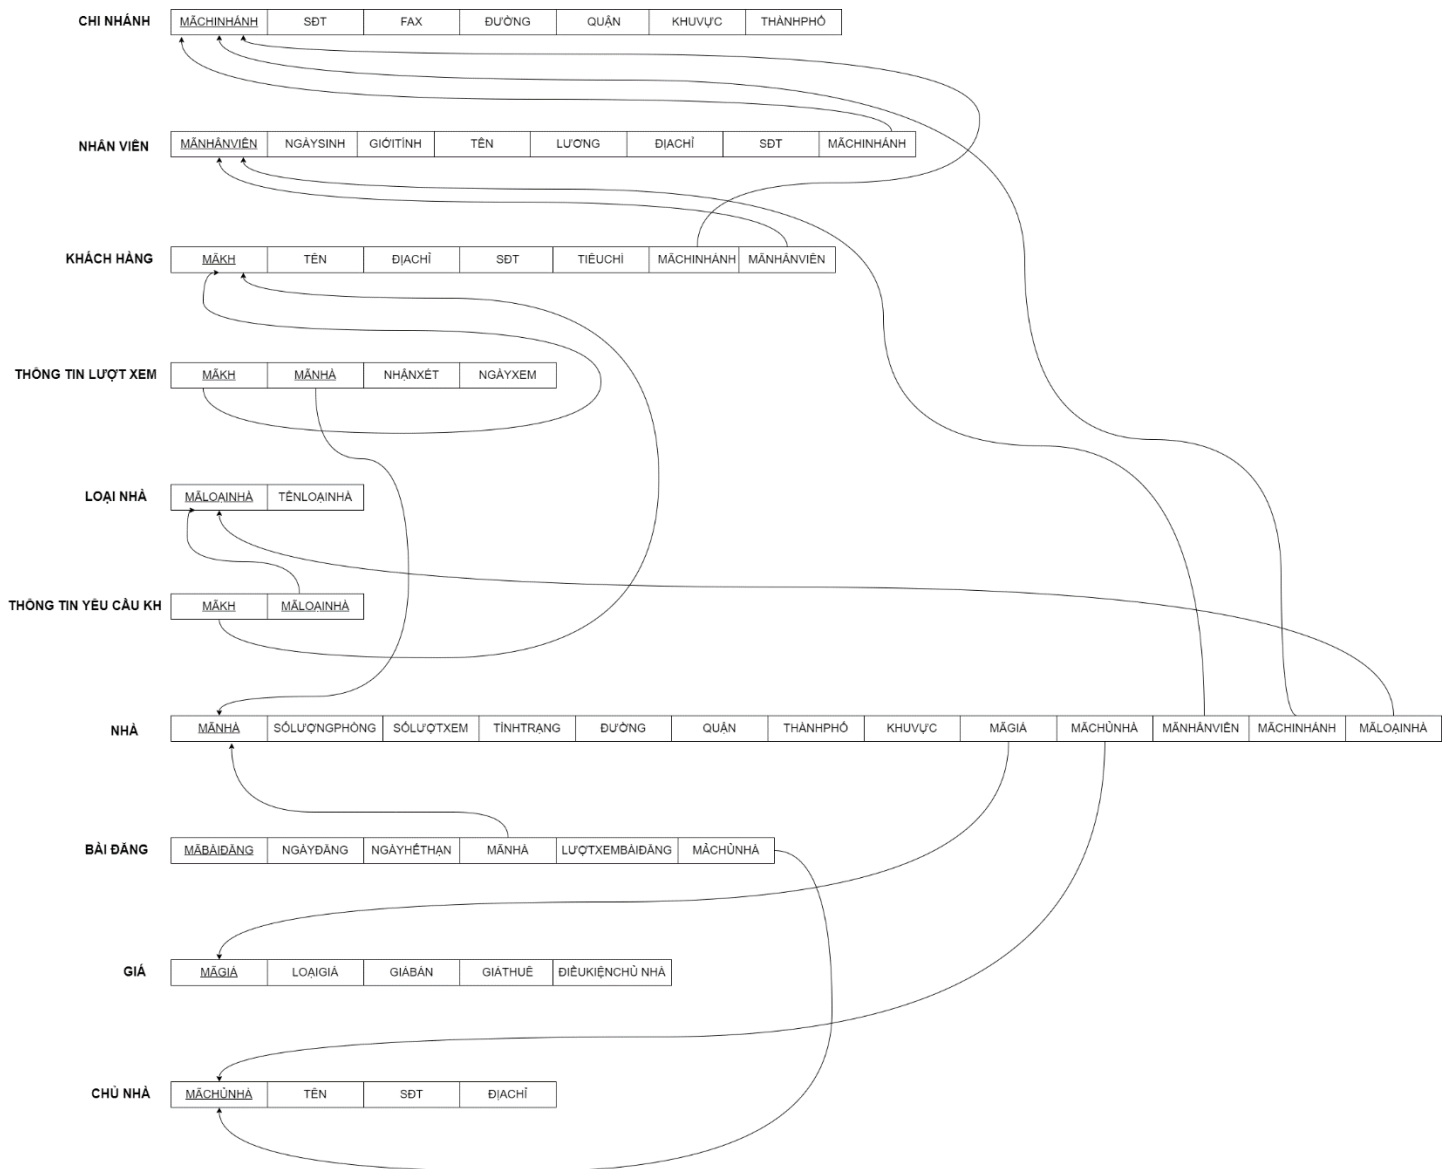 CHI NHÁNH MÃCHINHÁNH SĐT FAX ĐƯỜNG QUẬN KHUVỰC THÀNHPHỐ
NHÂN VIÊN MÃNHÂNVIÊN NGÀYSINH GIỚITÍNH TÊN LƯƠNG ĐỊACHỈ SĐT MÃCHINHÁNH
KHÁCH HÀNG MÃKH TÊN ĐỊACHỈ SĐT TIÊUCHÍ MÃCHINHÁNH MÃNHÂNVIÊN
THÔNG TIN LƯỢT XEM MÃKH MÃNHÀ NHẬNXÉT NGÀYXEM
LOẠI NHÀ MÃLOẠINHÀ TÊNLOẠINHÀ
THÔNG TIN YÊU CẦU KH MÃKH MÃLOẠINHÀ
NHÀ MÃNHÀ SỐLƯỢNGPHÒNG SỐLƯỢTXEM TÌNHTRẠNG ĐƯỜNG QUẬN THÀNHPHỐ KHUVỰC MÃGIÁ MÃCHỦNHÀ MÃNHÂNVIÊN MÃCHINHÁNH MÃLOẠINHÀ
BÀI ĐĂNG MÃBÀIĐĂNG NGÀYĐĂNG NGÀYHẾTHẠN MÃNHÀ LƯỢTXEMBÀIĐĂNG MÃCHỦNHÀ
GIÁ MÃGIÁ LOẠIGIÁ GIÁBÁN GIÁTHUÊ ĐIỀUKIỆNCHỦ NHÀ
CHỦ NHÀ MÃCHỦNHÀ TÊN SĐT ĐỊACHỈ